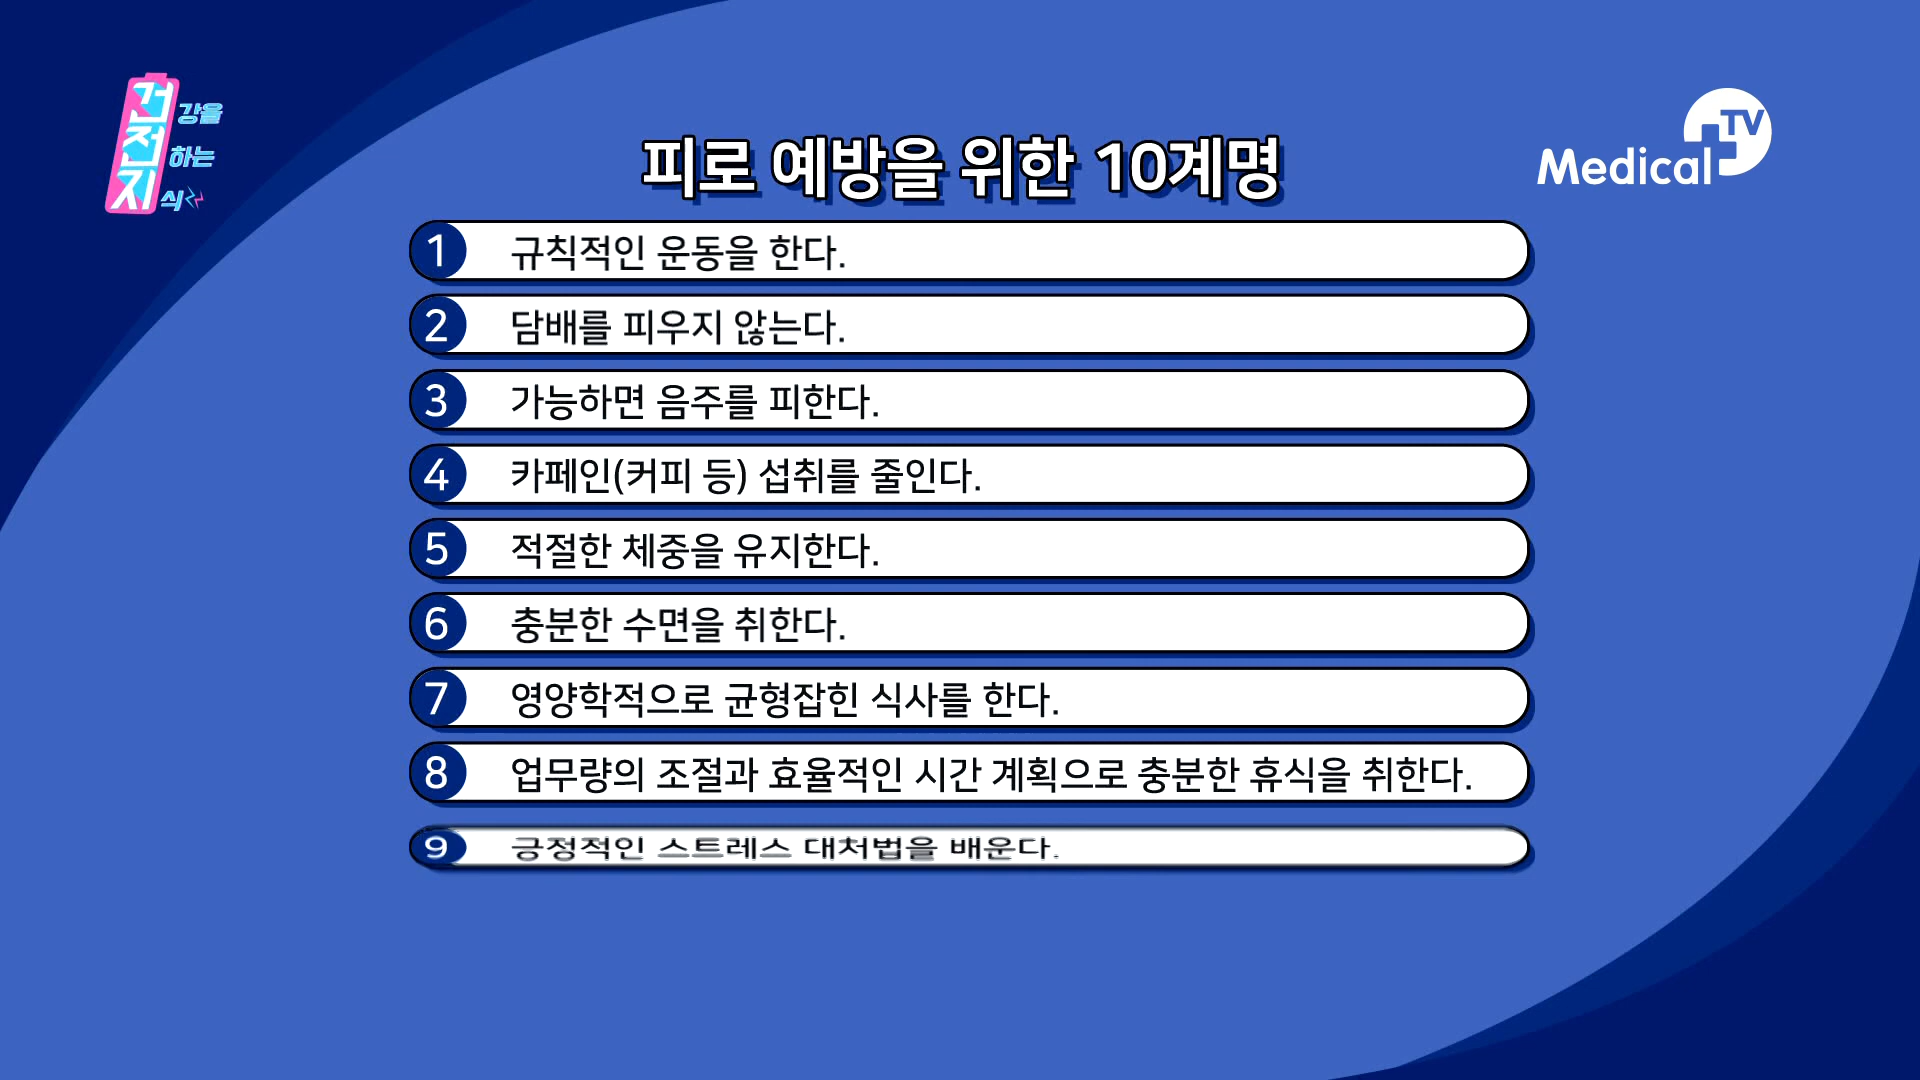 건강을
전하는
지식
TV
Medical
피로 예방을 위한 10계명
1 규칙적인 운동을 한다.
2 담배를 피우지 않는다.
3 가능하면 음주를 피한다.
4 카페인(커피 등) 섭취를 줄인다.
5 적절한 체중을 유지한다.
6 충분한 수면을 취한다.
7 영양학적으로 균형잡힌 식사를 한다.
8 업무량의 조절과 효율적인 시간 계획으로 충분한 휴식을 취한다.
9 긍정적인 스트레스 대처법을 배운다.